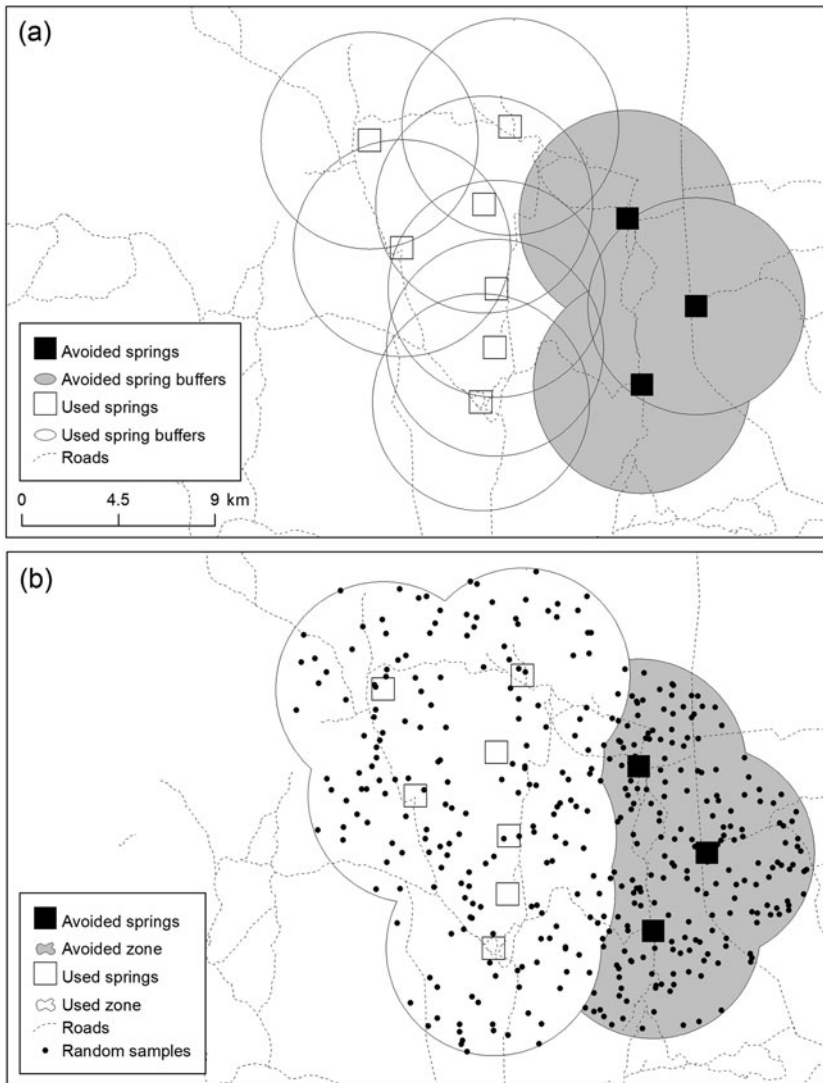 (a)
Avoided springs
Avoided spring buffers
Used springs
Used spring buffers
Roads
0 4.5 9 km
(b)
Avoided springs
Avoided zone
Used springs
Used zone
Roads
Random samples